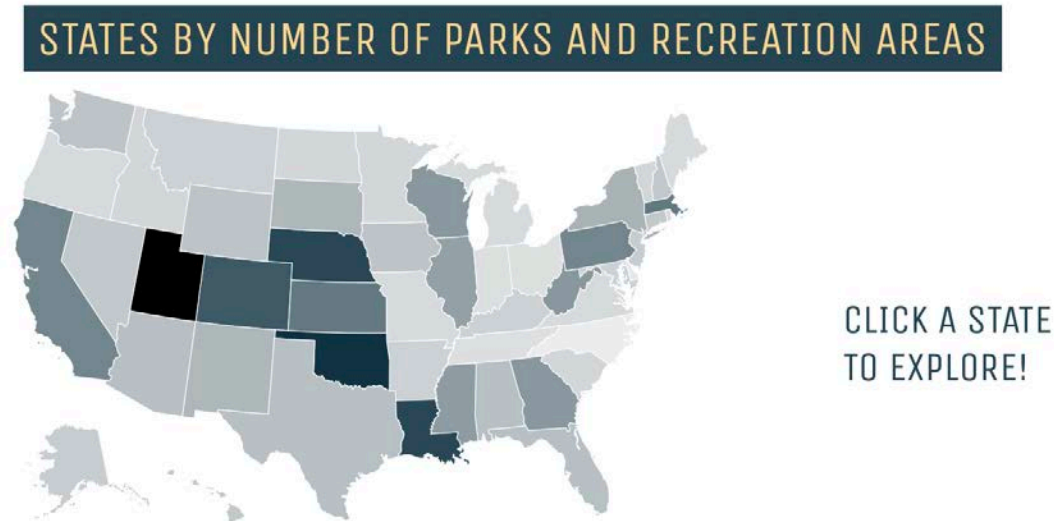 STATES BY NUMBER OF PARKS AND RECREATION AREAS
CLICK A STATE
TO EXPLORE!